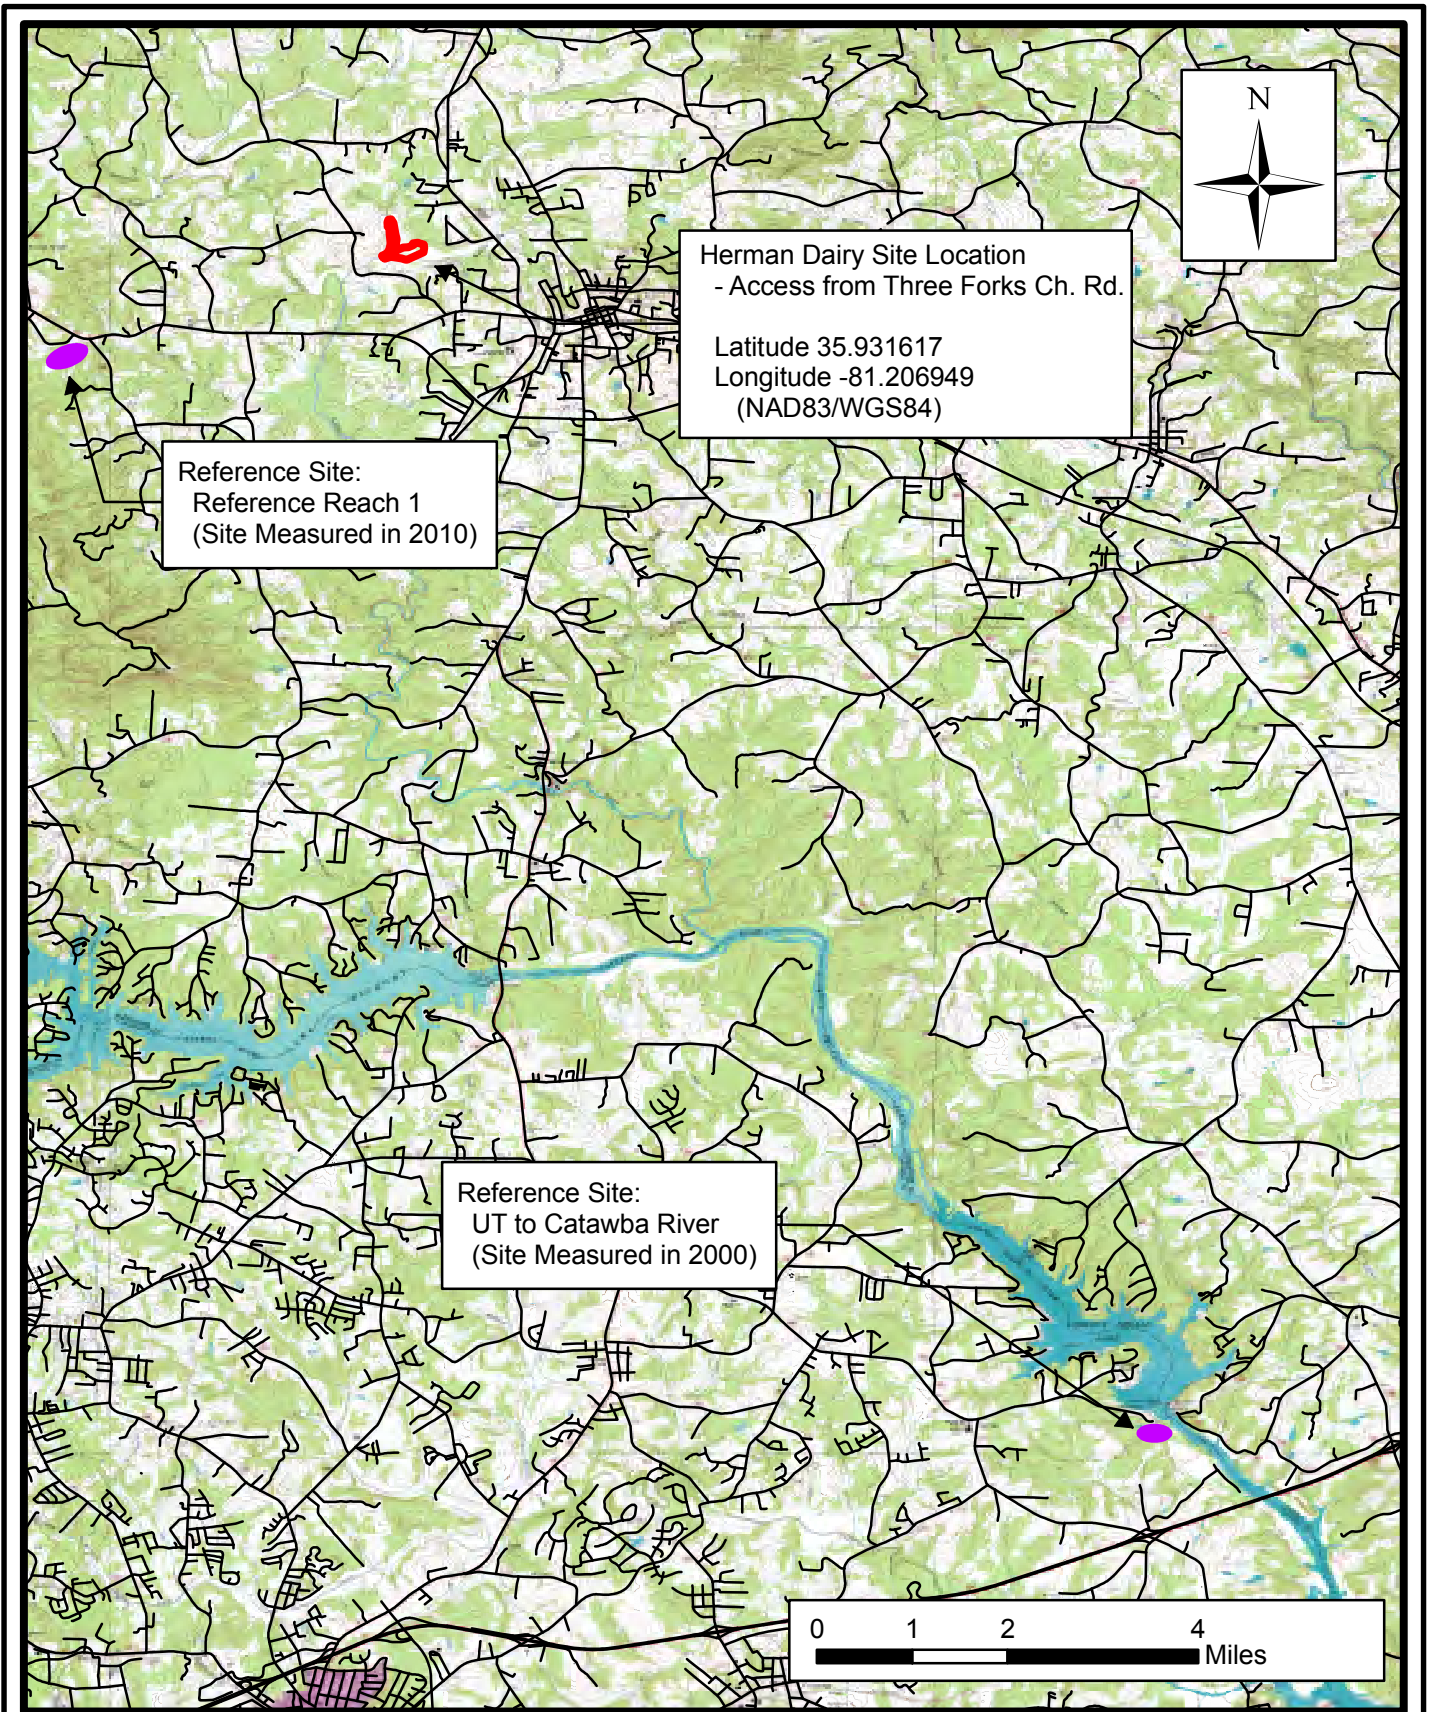 N
Herman Dairy Site Location
- Access from Three Forks Ch. Rd.
Latitude 35.931617
Longitude -81.206949
(NAD83/WGS84)
Reference Site:
Reference Reach 1
(Site Measured in 2010)
Reference Site:
UT to Catawba River
(Site Measured in 2000)
0 1 2 4
Miles